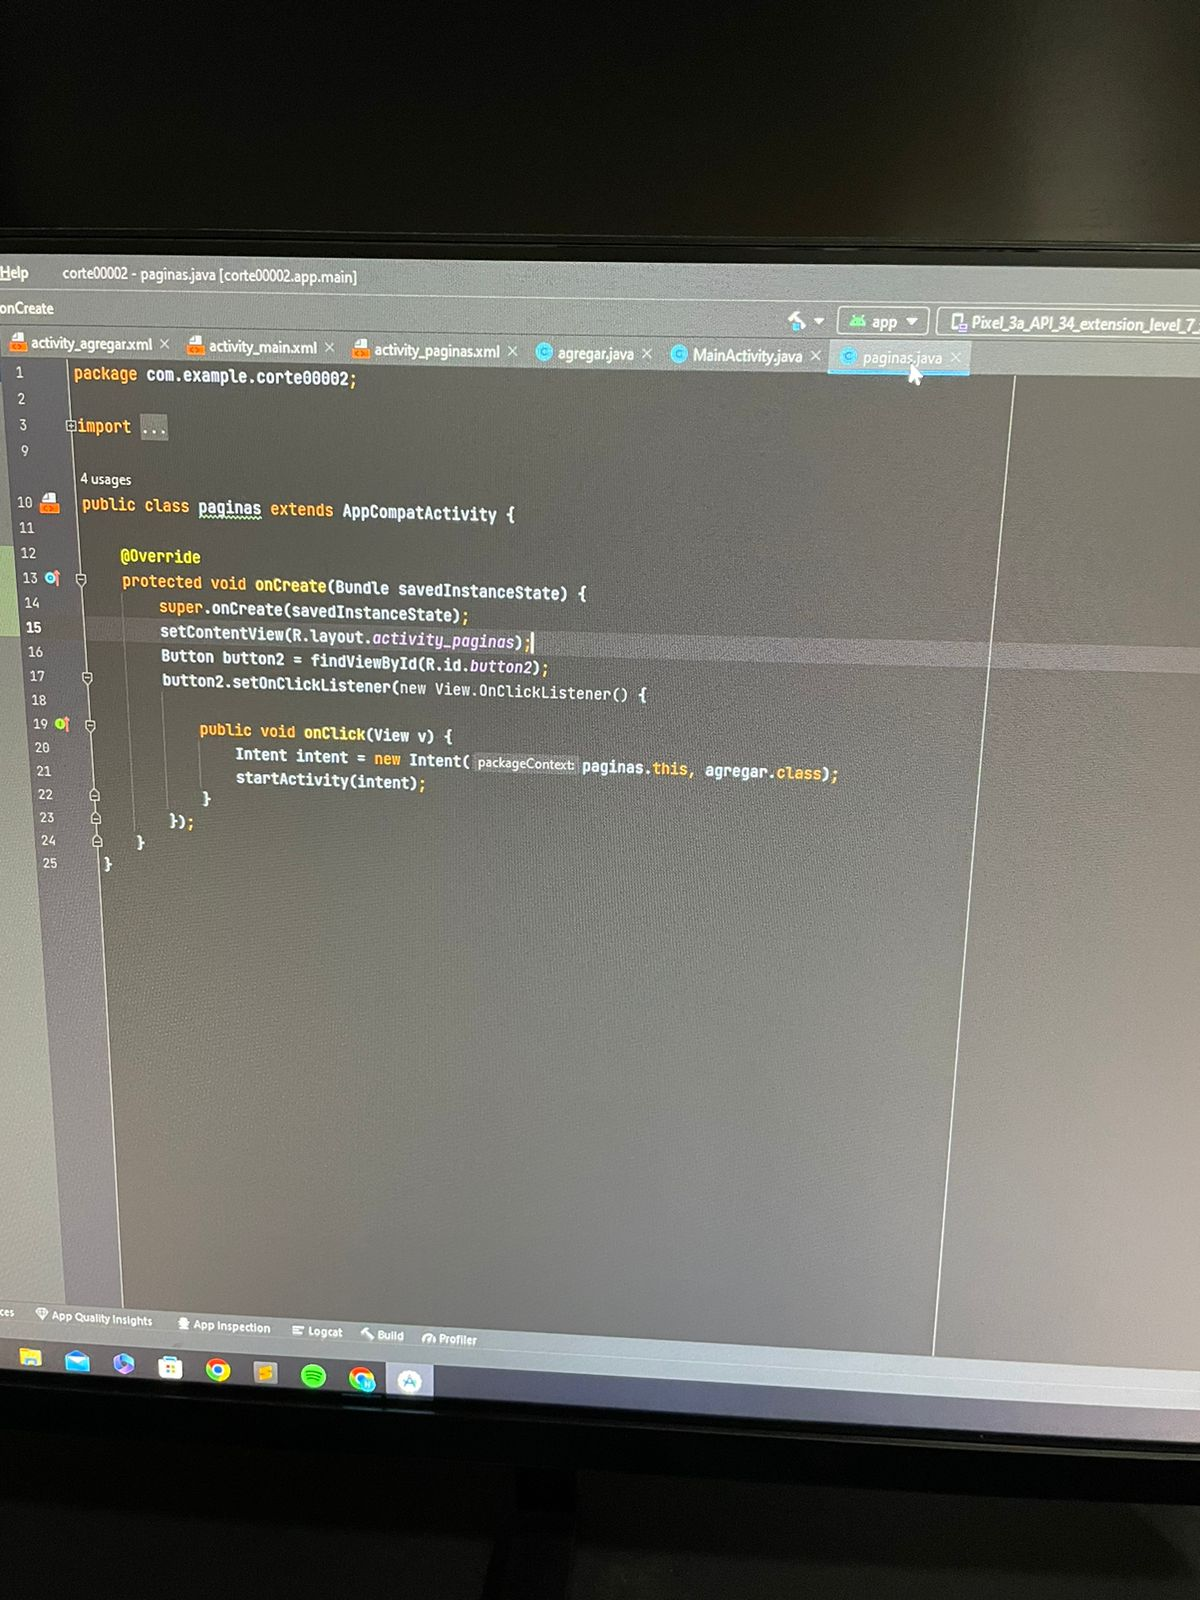 Help corte00002 - paginas.java [corte00002.app.main]
onCreate
app Pixel_3a_API_34_extension_level_7
activity_agregar.xml activity_main.xml activity_paginas.xml agregar.java MainActivity.java paginas.java
1 package com.example.corte00002;
2
3 import ...
9
4 usages
10 public class paginas extends AppCompatActivity {
11
12 @Override
13 protected void onCreate(Bundle savedInstanceState) {
14 super.onCreate(savedInstanceState);
15 setContentView(R.layout.activity_paginas);
16 Button button2 = findViewById(R.id.button2);
17 button2.setOnClickListener(new View.OnClickListener() {
18
19 public void onClick(View v) {
20 Intent intent = new Intent( packageContext: paginas.this, agregar.class);
21 startActivity(intent);
22 }
23 });
24 }
25 }
ces App Quality Insights App Inspection Logcat Build Profiler